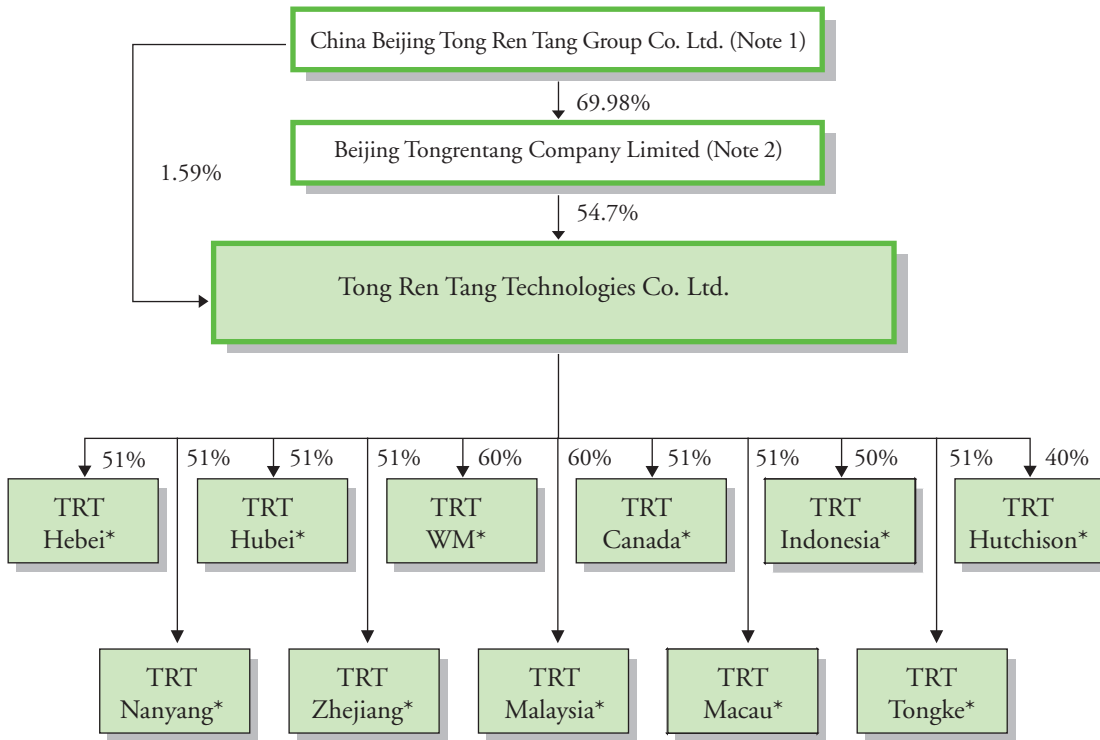 China Beijing Tong Ren Tang Group Co. Ltd. (Note 1)
69.98%
Beijing Tongrentang Company Limited (Note 2)
1.59%
54.7%
Tong Ren Tang Technologies Co. Ltd.
51% 51% 51% 51% 60% 60% 51% 51% 50% 51% 40%
TRT
Hebei*
TRT
Hubei*
TRT
WM*
TRT
Canada*
TRT
Indonesia*
TRT
Hutchison*
TRT
Nanyang*
TRT
Zhejiang*
TRT
Malaysia*
TRT
Macau*
TRT
Tongke*